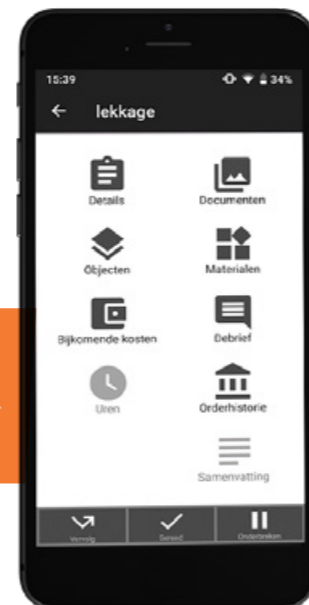 15:39 34%
lekkage
Details Documenten
Objecten Materialen
Bijkomende kosten Debrief
Uren Orderhistorie
Samenvatting
Vervolg Gereed Onderbreken